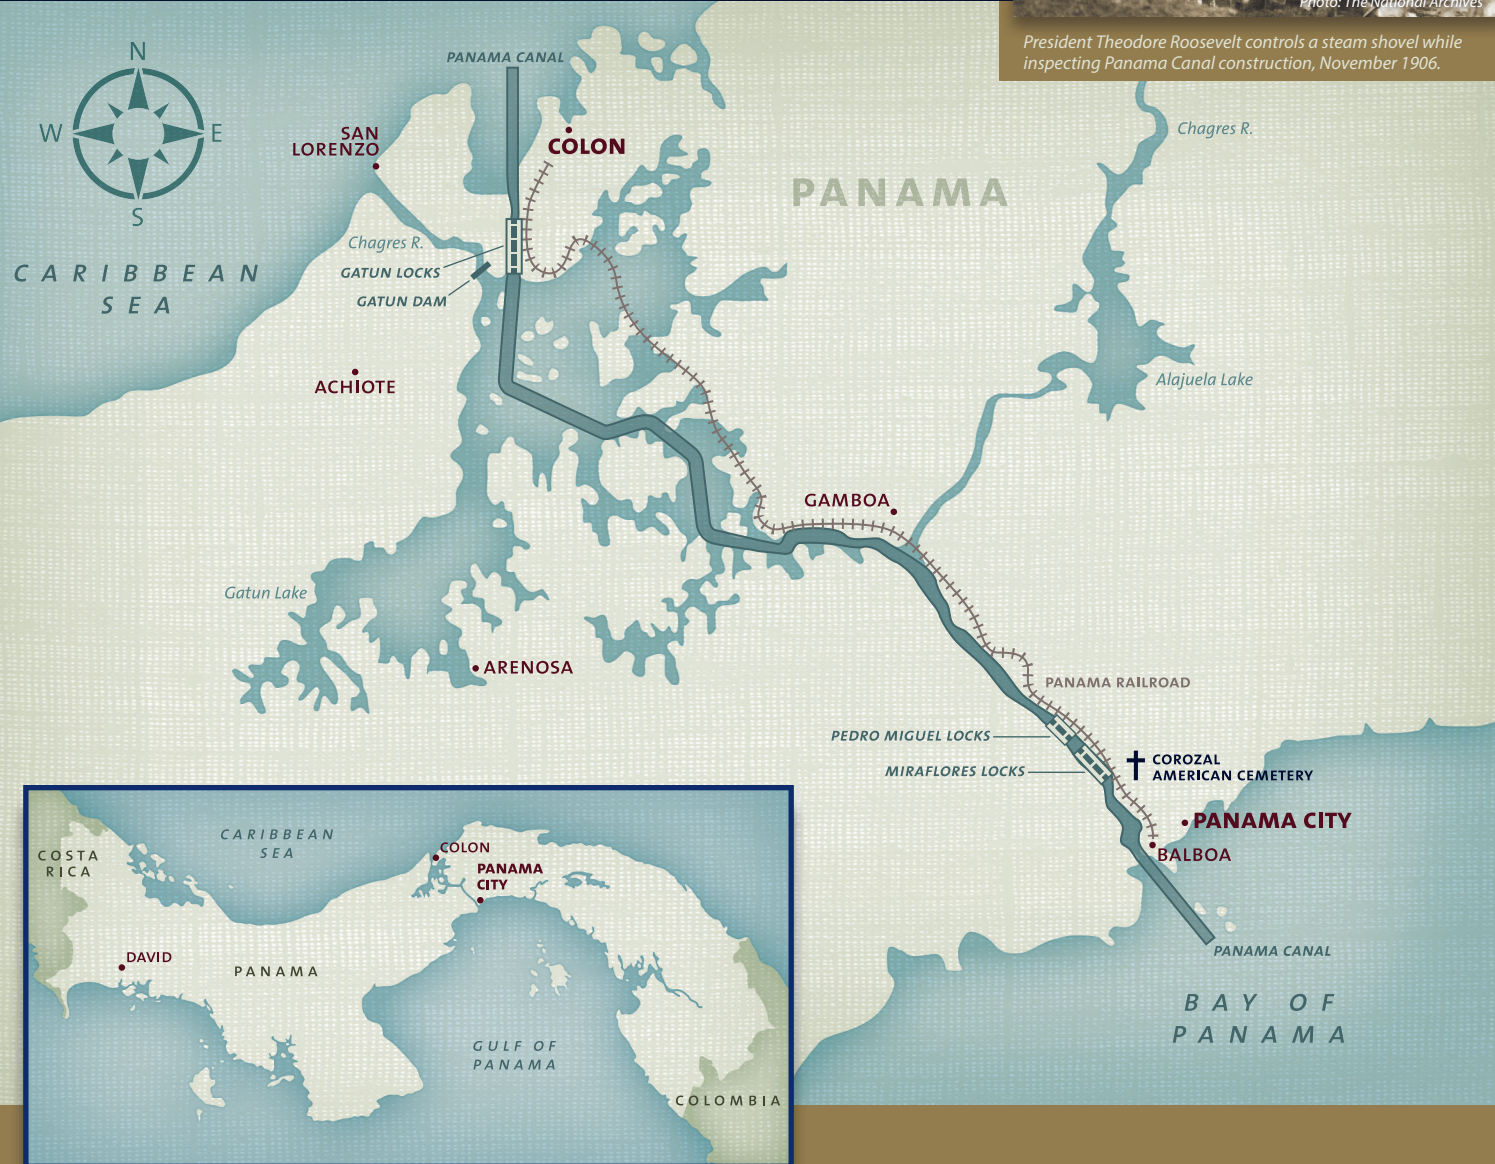 Photo: The National Archives
President Theodore Roosevelt controls a steam shovel while
inspecting Panama Canal construction, November 1906.
N
W
E
S
PANAMA CANAL
SAN
LORENZO
COLON
Chagres R.
PANAMA
Chagres R.
GATUN LOCKS
GATUN DAM
CARIBBEAN
SEA
ACHIOTE
Alajuela Lake
GAMBOA
Gatun Lake
ARENOSA
PANAMA RAILROAD
PEDRO MIGUEL LOCKS
MIRAFLORES LOCKS
COROZAL
AMERICAN CEMETERY
PANAMA CITY
BALBOA
PANAMA CANAL
BAY OF
PANAMA
CARIBBEAN
SEA
COSTA
RICA
COLON
PANAMA
CITY
DAVID
PANAMA
GULF OF
PANAMA
COLOMBIA